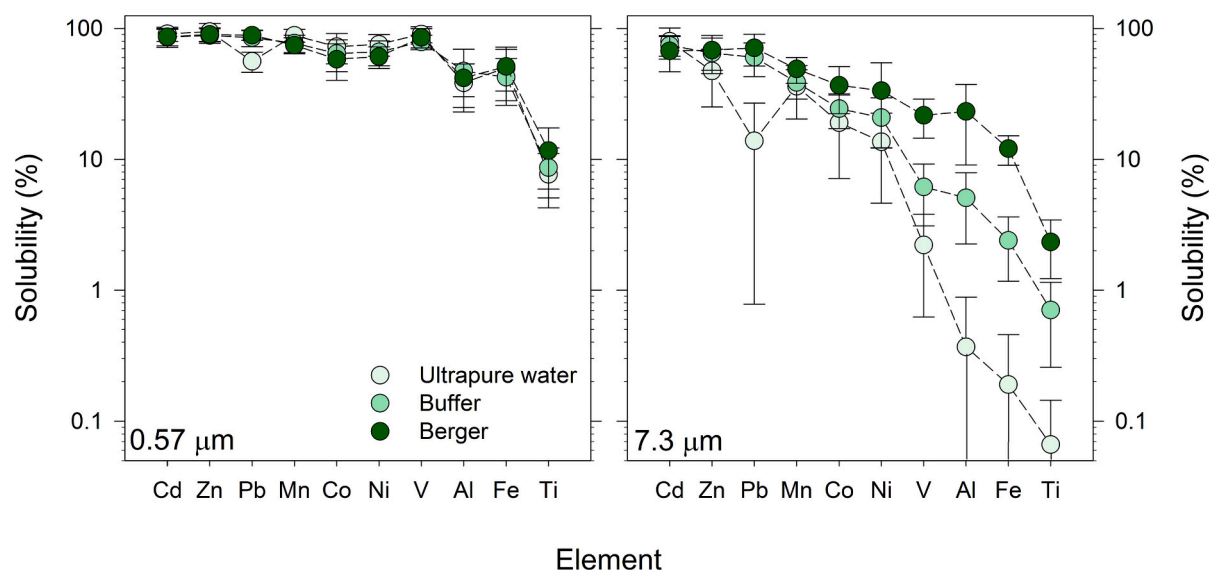 Solubility (%)
100
10
1
0.1
Ultrapure water
Buffer
Berger
0.57 μm
Cd Zn Pb Mn Co Ni V Al Fe Ti
7.3 μm
Cd Zn Pb Mn Co Ni V Al Fe Ti
100
10
1
0.1
Solubility (%)
Element